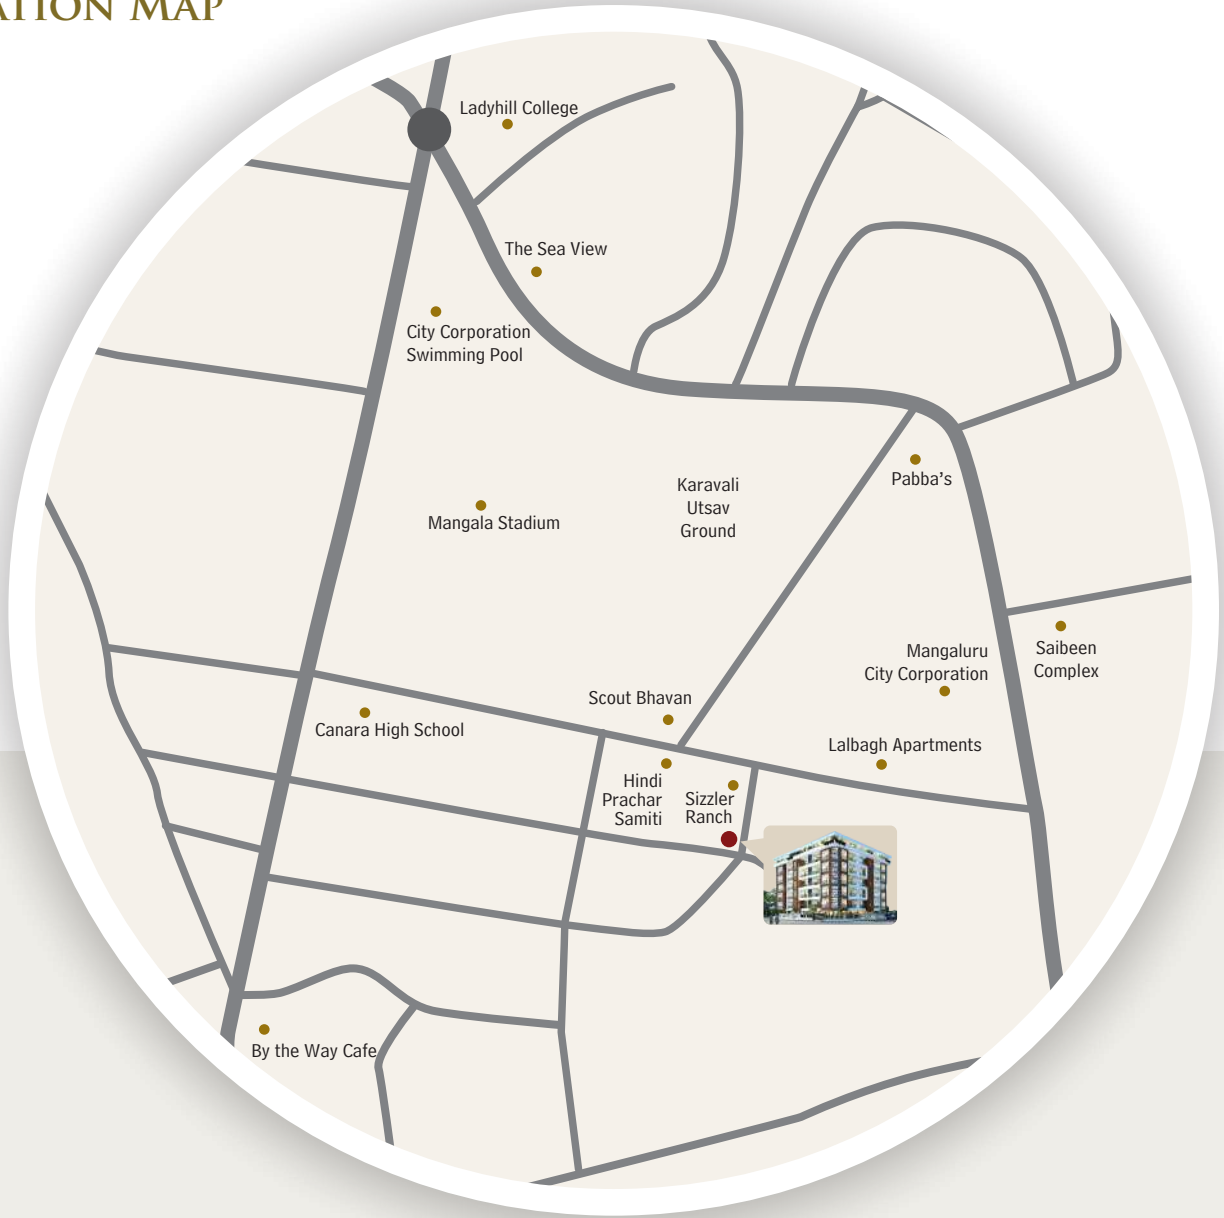 MAP
Ladyhill College
The Sea View
City Corporation
Swimming Pool
Karavali
Utsav
Ground
Pabba's
Mangala Stadium
Mangaluru
City Corporation
Saibeen
Complex
Scout Bhavan
Canara High School
Lalbagh Apartments
Hindi
Prachar
Samiti
Sizzler
Ranch
By the Way Cafe